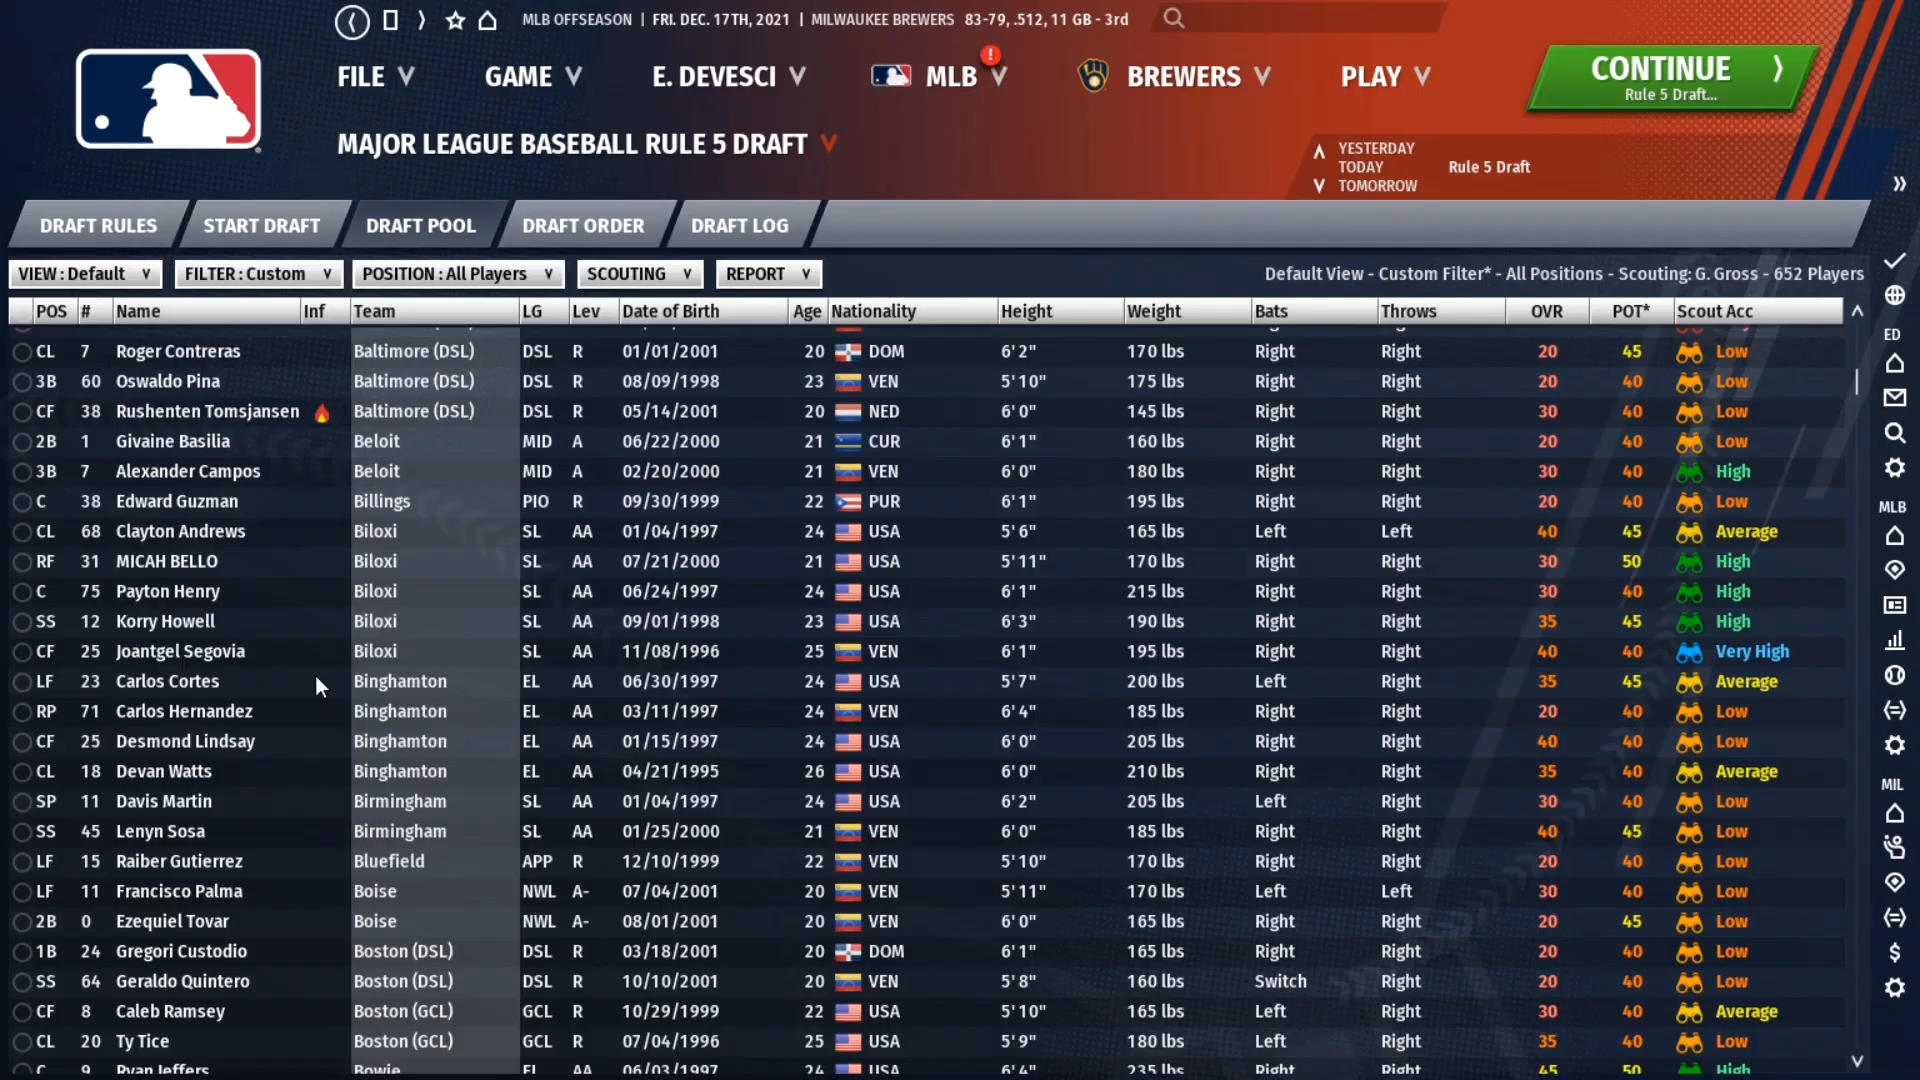 MLB OFFSEASON | FRI. DEC. 17TH, 2021 | MILWAUKEE BREWERS 83-79, .512, 11 GB - 3rd
FILE GAME E. DEVESCI MLB ! BREWERS PLAY
CONTINUE
Rule 5 Draft...
MAJOR LEAGUE BASEBALL RULE 5 DRAFT
YESTERDAY
TODAY Rule 5 Draft
TOMORROW
DRAFT RULES START DRAFT DRAFT POOL DRAFT ORDER DRAFT LOG
VIEW : Default FILTER : Custom POSITION : All Players SCOUTING REPORT Default View - Custom Filter* - All Positions - Scouting: G. Gross - 652 Players
POS # Name Inf Team LG Lev Date of Birth Age Nationality Height Weight Bats Throws OVR POT* Scout Acc
CL 7 Roger Contreras Baltimore (DSL) DSL R 01/01/2001 20 DOM 6' 2" 170 lbs Right Right 20 45 Low
3B 60 Oswaldo Pina Baltimore (DSL) DSL R 08/09/1998 23 VEN 5' 10" 175 lbs Right Right 20 40 Low
CF 38 Rushenten Tomsjansen Baltimore (DSL) DSL R 05/14/2001 20 NED 6' 0" 145 lbs Right Right 30 40 Low
2B 1 Givaine Basilia Beloit MID A 06/22/2000 21 CUR 6' 1" 160 lbs Right Right 20 40 Low
3B 7 Alexander Campos Beloit MID A 02/20/2000 21 VEN 6' 0" 180 lbs Right Right 30 40 High
C 38 Edward Guzman Billings PIO R 09/30/1999 22 PUR 6' 1" 195 lbs Right Right 20 40 Low
CL 68 Clayton Andrews Biloxi SL AA 01/04/1997 24 USA 5' 6" 165 lbs Left Left 40 45 Average
RF 31 MICAH BELLO Biloxi SL AA 07/21/2000 21 USA 5' 11" 170 lbs Right Right 30 50 High
C 75 Payton Henry Biloxi SL AA 06/24/1997 24 USA 6' 1" 215 lbs Right Right 30 40 High
SS 12 Korry Howell Biloxi SL AA 09/01/1998 23 USA 6' 3" 190 lbs Right Right 35 45 High
CF 25 Joantgel Segovia Biloxi SL AA 11/08/1996 25 VEN 6' 1" 195 lbs Right Right 40 40 Very High
LF 23 Carlos Cortes Binghamton EL AA 06/30/1997 24 USA 5' 7" 200 lbs Left Right 35 45 Average
RP 71 Carlos Hernandez Binghamton EL AA 03/11/1997 24 VEN 6' 4" 185 lbs Right Right 20 40 Low
CF 25 Desmond Lindsay Binghamton EL AA 01/15/1997 24 USA 6' 0" 205 lbs Right Right 40 40 Low
CL 18 Devan Watts Binghamton EL AA 04/21/1995 26 USA 6' 0" 210 lbs Right Right 35 40 Average
SP 11 Davis Martin Birmingham SL AA 01/04/1997 24 USA 6' 2" 205 lbs Left Right 30 40 Low
SS 45 Lenyn Sosa Birmingham SL AA 01/25/2000 21 VEN 6' 0" 185 lbs Right Right 40 45 Low
LF 15 Raiber Gutierrez Bluefield APP R 12/10/1999 22 VEN 5' 10" 170 lbs Right Right 20 40 Low
LF 11 Francisco Palma Boise NWL A- 07/04/2001 20 VEN 5' 11" 170 lbs Left Left 30 40 Low
2B 0 Ezequiel Tovar Boise NWL A- 08/01/2001 20 VEN 6' 0" 165 lbs Right Right 20 45 Low
1B 24 Gregori Custodio Boston (DSL) DSL R 03/18/2001 20 DOM 6' 1" 165 lbs Right Right 20 40 Low
SS 64 Geraldo Quintero Boston (DSL) DSL R 10/10/2001 20 VEN 5' 8" 160 lbs Switch Right 20 40 Low
CF 8 Caleb Ramsey Boston (GCL) GCL R 10/29/1999 22 USA 5' 10" 165 lbs Left Right 30 40 Average
CL 20 Ty Tice Boston (GCL) GCL R 07/04/1996 25 USA 5' 9" 180 lbs Left Right 35 40 Low
C 9 Ryan Jeffers Bowie EL AA 06/03/1997 24 USA 6' 4" 235 lbs Right Right 45 50 High
ED
MLB
MIL
$